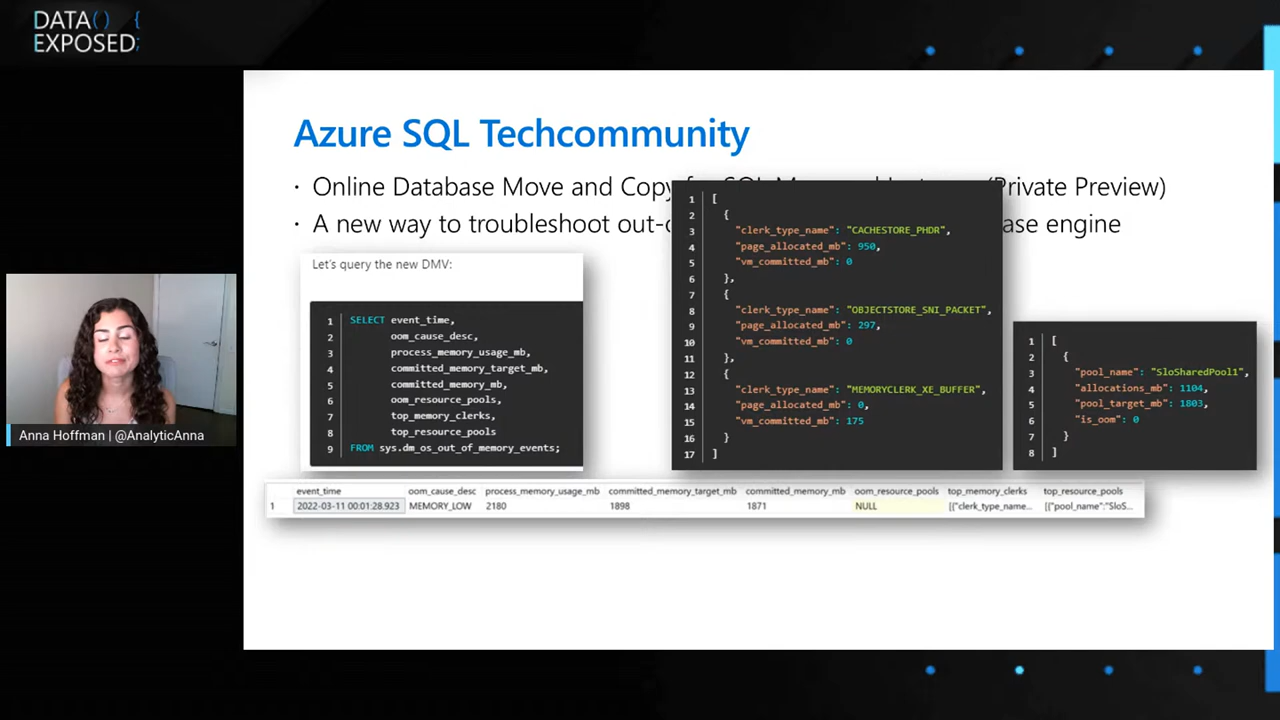 DATA() {
EXPOSED;
Azure SQL Techcommunity
· Online Database Move and Copy (Private Preview)
· A new way to troubleshoot engine
Let's query the new DMV:
1 SELECT event_time,
2 oom_cause_desc,
3 process_memory_usage_mb,
4 committed_memory_target_mb,
5 committed_memory_mb,
6 oom_resource_pools,
7 top_memory_clerks,
8 top_resource_pools
9 FROM sys.dm_os_out_of_memory_events;
1 [
2 {
3 "clerk_type_name": "CACHESTORE_PHDR",
4 "page_allocated_mb": 950,
5 "vm_committed_mb": 0
6 },
7 {
8 "clerk_type_name": "OBJECTSTORE_SNI_PACKET",
9 "page_allocated_mb": 297,
10 "vm_committed_mb": 0
11 },
12 {
13 "clerk_type_name": "MEMORYCLERK_XE_BUFFER",
14 "page_allocated_mb": 0,
15 "vm_committed_mb": 175
16 }
17 ]
1 [
2 {
3 "pool_name": "SloSharedPool1",
4 "allocations_mb": 1104,
5 "pool_target_mb": 1803,
6 "is_oom": 0
7 }
8 ]
event_time oom_cause_desc process_memory_usage_mb committed_memory_target_mb committed_memory_mb oom_resource_pools top_memory_clerks top_resource_pools
1 2022-03-11 00:01:28.923 MEMORY_LOW 2180 1898 1871 NULL [{"clerk_type_name... [{"pool_name":"SloS...
Anna Hoffman | @AnalyticAnna